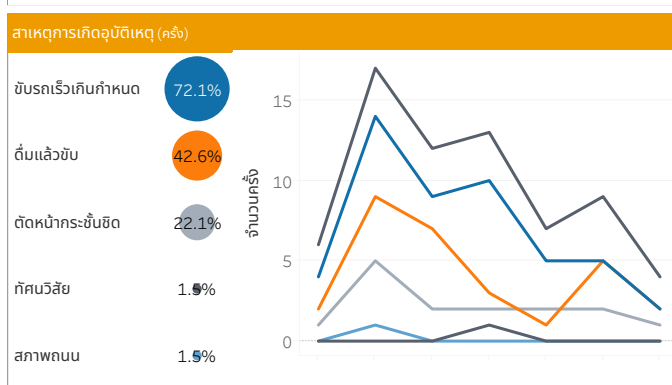 สาเหตุการเกิดอุบัติเหตุ (ครั้ง)
ขับรถเร็วเกินกำหนด 72.1%
ดื่มแล้วขับ 42.6%
ตัดหน้ากระชั้นชิด 22.1%
ทัศนวิสัย 1.5%
สภาพถนน 1.5%
จำนวนครั้ง
15
10
5
0